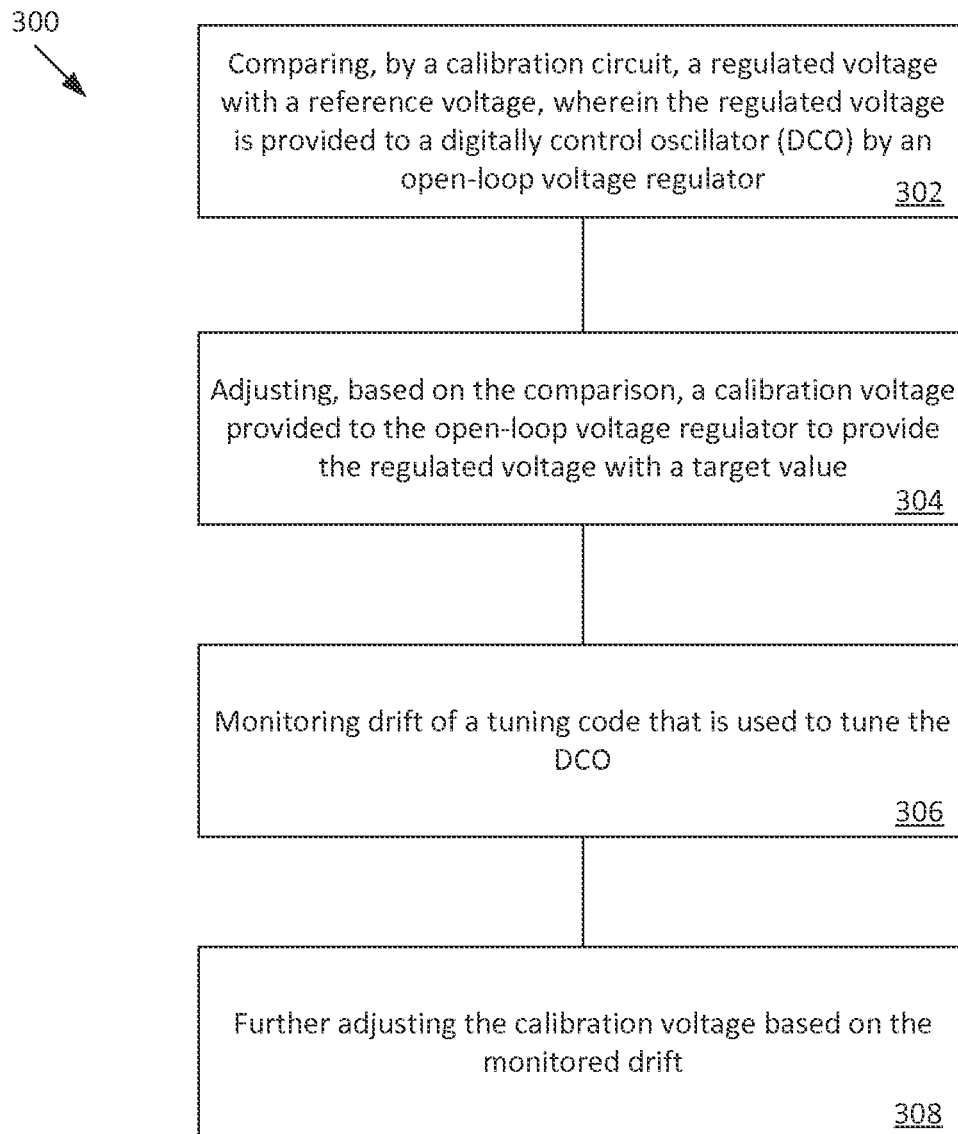 300
Comparing, by a calibration circuit, a regulated voltage
with a reference voltage, wherein the regulated voltage
is provided to a digitally control oscillator (DCO) by an
open-loop voltage regulator
302
Adjusting, based on the comparison, a calibration voltage
provided to the open-loop voltage regulator to provide
the regulated voltage with a target value
304
Monitoring drift of a tuning code that is used to tune the
DCO
306
Further adjusting the calibration voltage based on the
monitored drift
308